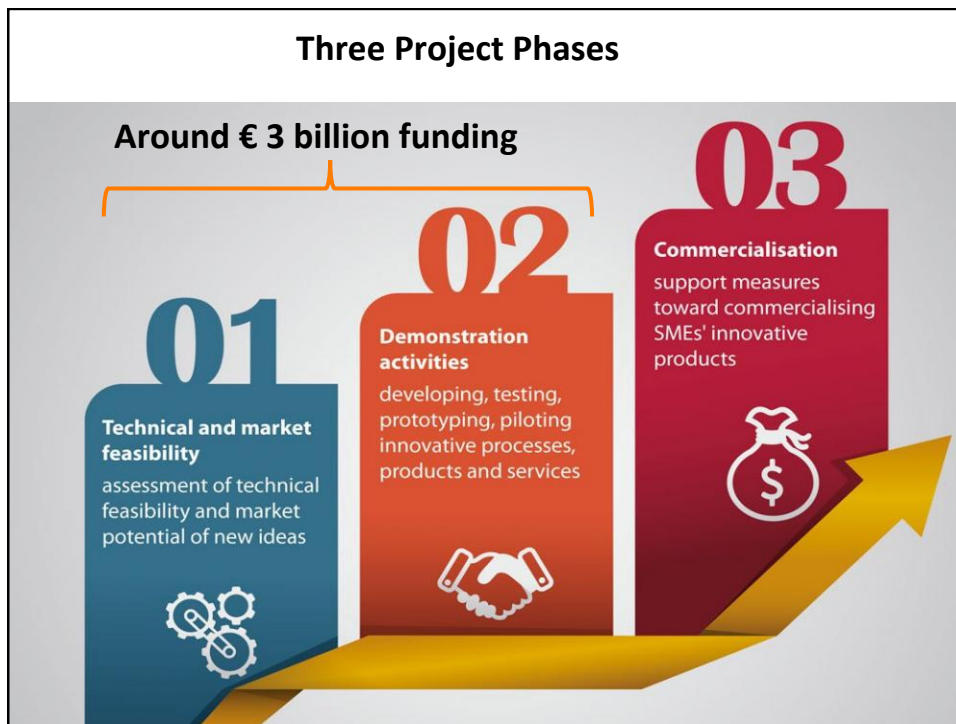 Three Project Phases
Around € 3 billion funding
01
Technical and market
feasibility
assessment of technical
feasibility and market
potential of new ideas
02
Demonstration
activities
developing, testing,
prototyping, piloting
innovative processes,
products and services
03
Commercialisation
support measures
toward commercialising
SMEs' innovative
products
$